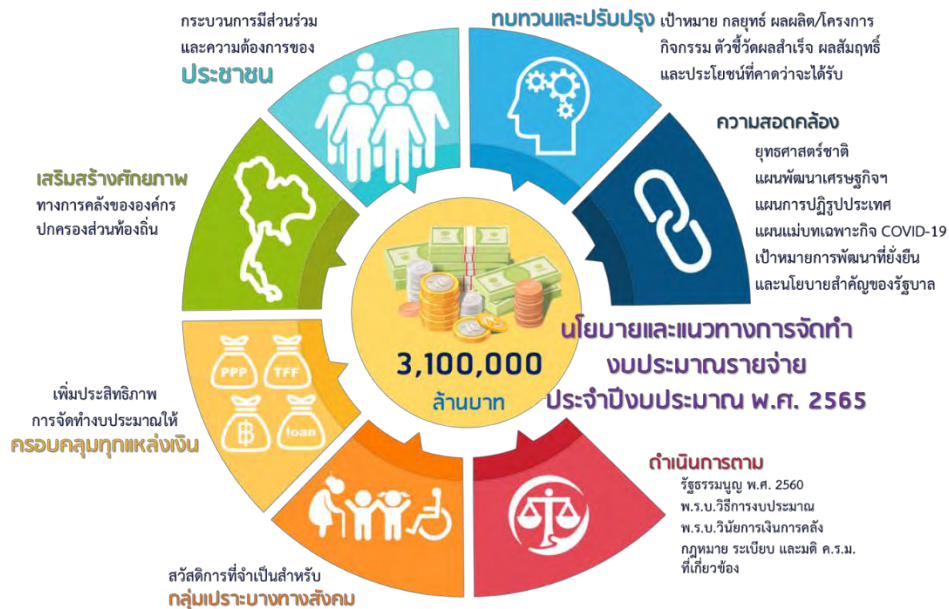 กระบวนการมีส่วนร่วม
และความต้องการของ
ประชาชน
ทบทวนและปรับปรุง เป้าหมาย กลยุทธ์ ผลผลิต/โครงการ
กิจกรรม ตัวชี้วัดผลสำเร็จ ผลสัมฤทธิ์
และประโยชน์ที่คาดว่าจะได้รับ
ความสอดคล้อง
ยุทธศาสตร์ชาติ
แผนพัฒนาเศรษฐกิจฯ
แผนการปฏิรูปประเทศ
แผนแม่บทเฉพาะกิจ COVID-19
เป้าหมายการพัฒนาที่ยั่งยืน
และนโยบายสำคัญของรัฐบาล
เสริมสร้างศักยภาพ
ทางการคลังขององค์กร
ปกครองส่วนท้องถิ่น
3,100,000
ล้านบาท
นโยบายและแนวทางการจัดทำ
งบประมาณรายจ่าย
ประจำปีงบประมาณ พ.ศ. 2565
PPP
TFF
฿
loan
เพิ่มประสิทธิภาพ
การจัดทำงบประมาณให้
ครอบคลุมทุกแหล่งเงิน
ดำเนินการตาม
รัฐธรรมนูญ พ.ศ. 2560
พ.ร.บ.วิธีการงบประมาณ
พ.ร.บ.วินัยการเงินการคลัง
กฎหมาย ระเบียบ และมติ ค.ร.ม.
ที่เกี่ยวข้อง
สวัสดิการที่จำเป็นสำหรับ
กลุ่มเปราะบางทางสังคม